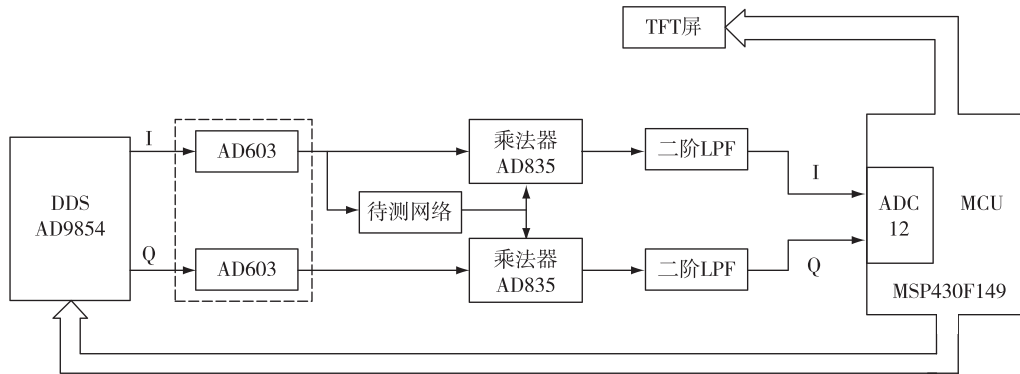 TFT屏
I
AD603
乘法器
AD835
二阶LPF
I
DDS
AD9854
待测网络
ADC
12
MCU
Q
AD603
乘法器
AD835
二阶LPF
Q
MSP430F149